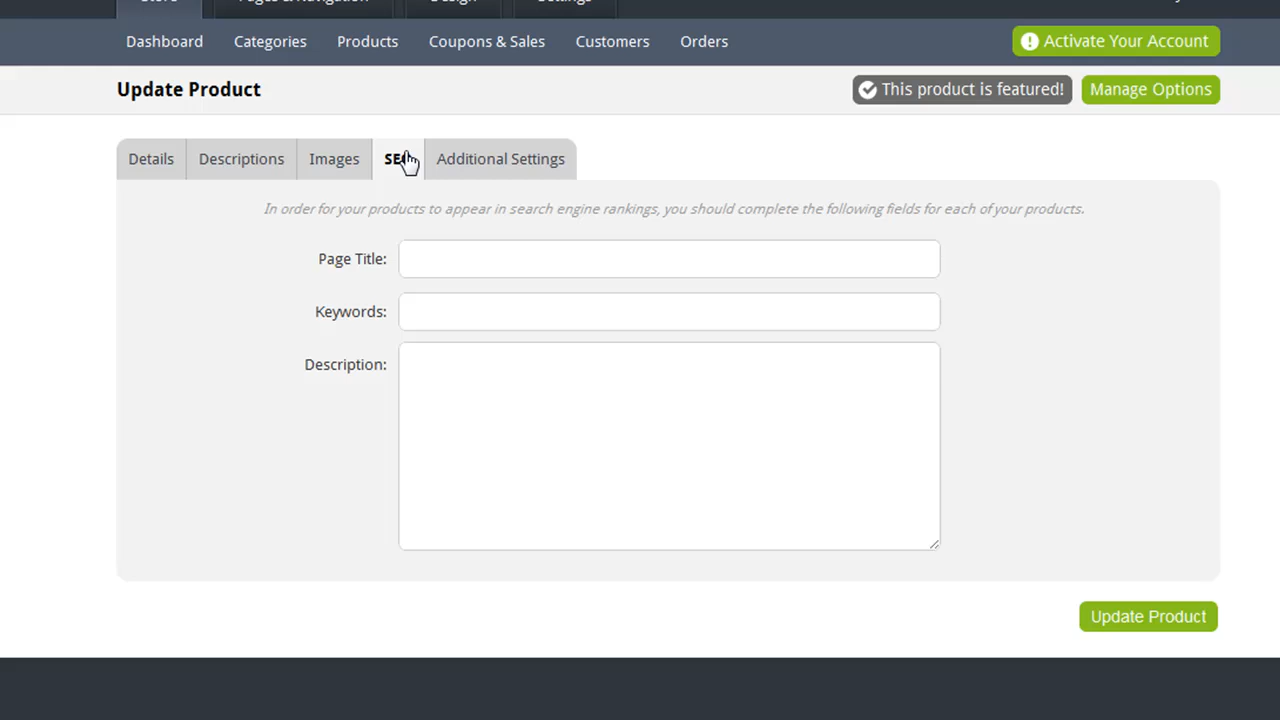 Store Pages & Navigation Design Settings
Dashboard Categories Products Coupons & Sales Customers Orders Activate Your Account
Update Product This product is featured! Manage Options
Details Descriptions Images Additional Settings
In order for your products to appear in search engine rankings, you should complete the following fields for each of your products.
Page Title:
Keywords:
Description:
Update Product